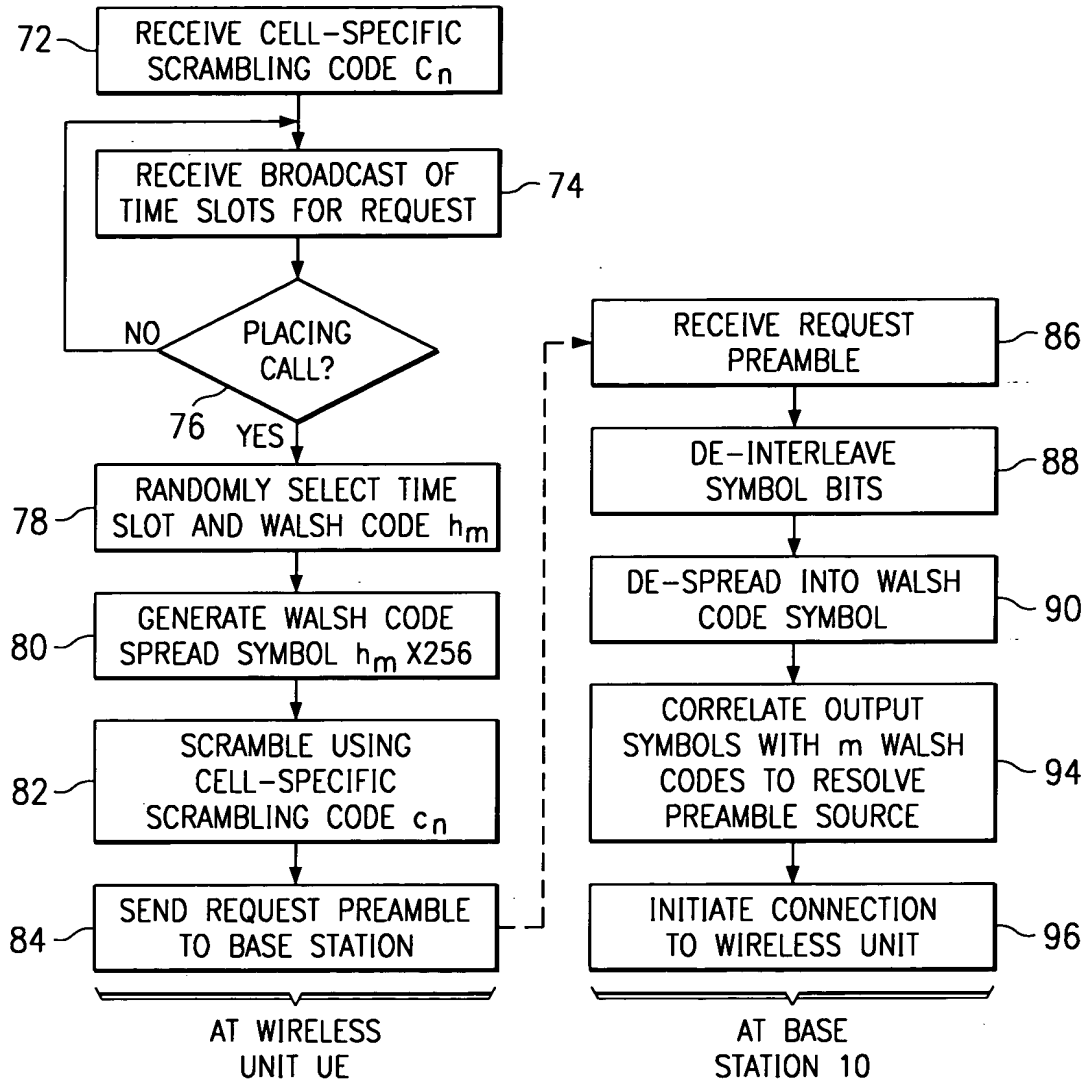 72
RECEIVE CELL-SPECIFIC
SCRAMBLING CODE Cn
RECEIVE BROADCAST OF
TIME SLOTS FOR REQUEST
74
NO
PLACING
CALL?
76
YES
78
RANDOMLY SELECT TIME
SLOT AND WALSH CODE hm
80
GENERATE WALSH CODE
SPREAD SYMBOL hm X256
82
SCRAMBLE USING
CELL-SPECIFIC
SCRAMBLING CODE cn
84
SEND REQUEST PREAMBLE
TO BASE STATION
AT WIRELESS
UNIT UE
RECEIVE REQUEST
PREAMBLE
86
DE-INTERLEAVE
SYMBOL BITS
88
DE-SPREAD INTO WALSH
CODE SYMBOL
90
CORRELATE OUTPUT
SYMBOLS WITH m WALSH
CODES TO RESOLVE
PREAMBLE SOURCE
94
INITIATE CONNECTION
TO WIRELESS UNIT
96
AT BASE
STATION 10